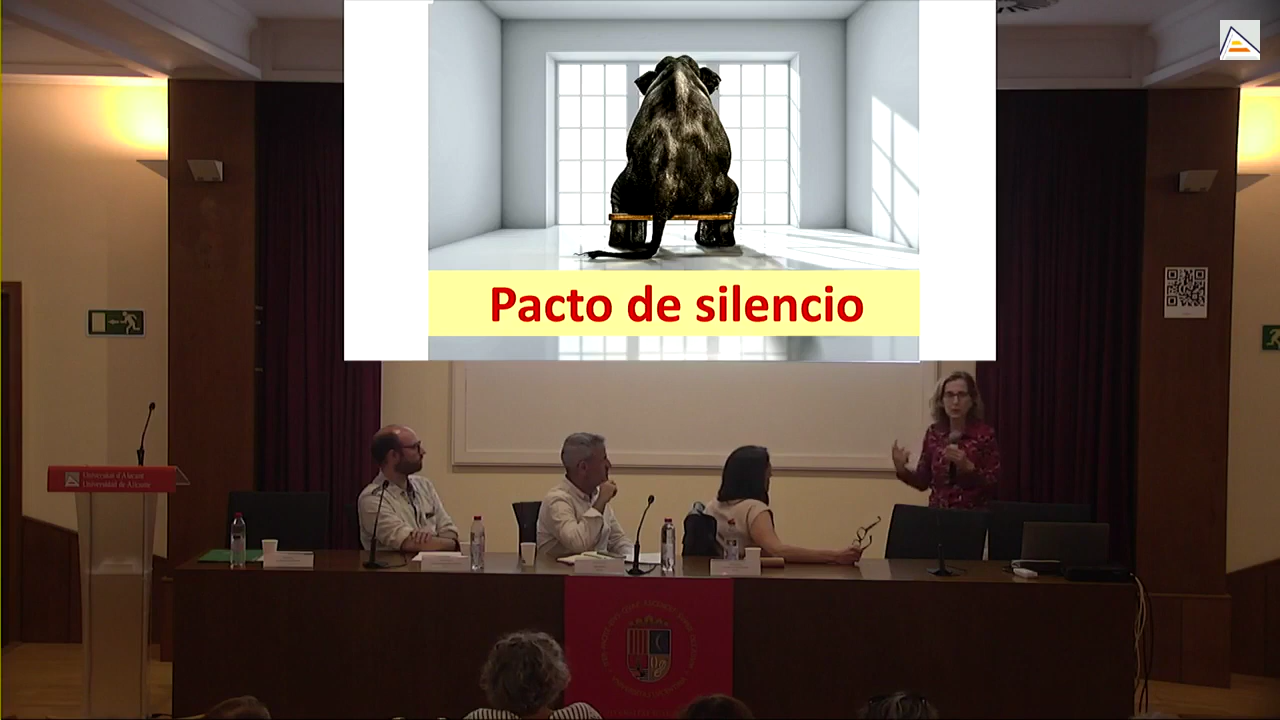 Pacto de silencio
Universitat d'Alacant
Universidad de Alicante